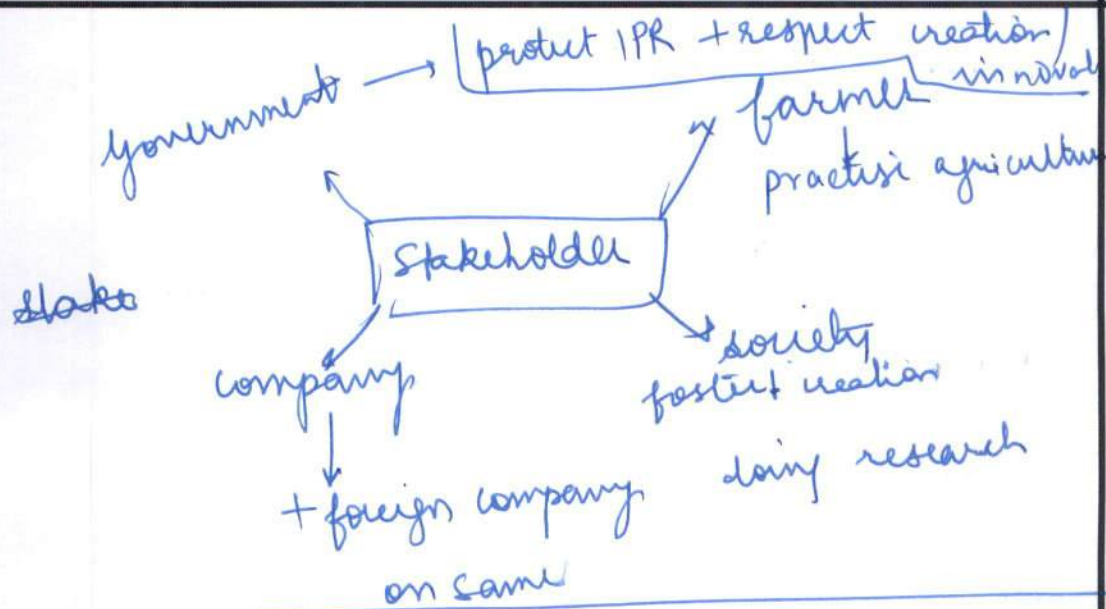 Government → protect IPR + respect creation
innovat
farmer
practise agriculture
Stakeholder
stake
company
society
foster creation
+ foreign company
doing research
on same